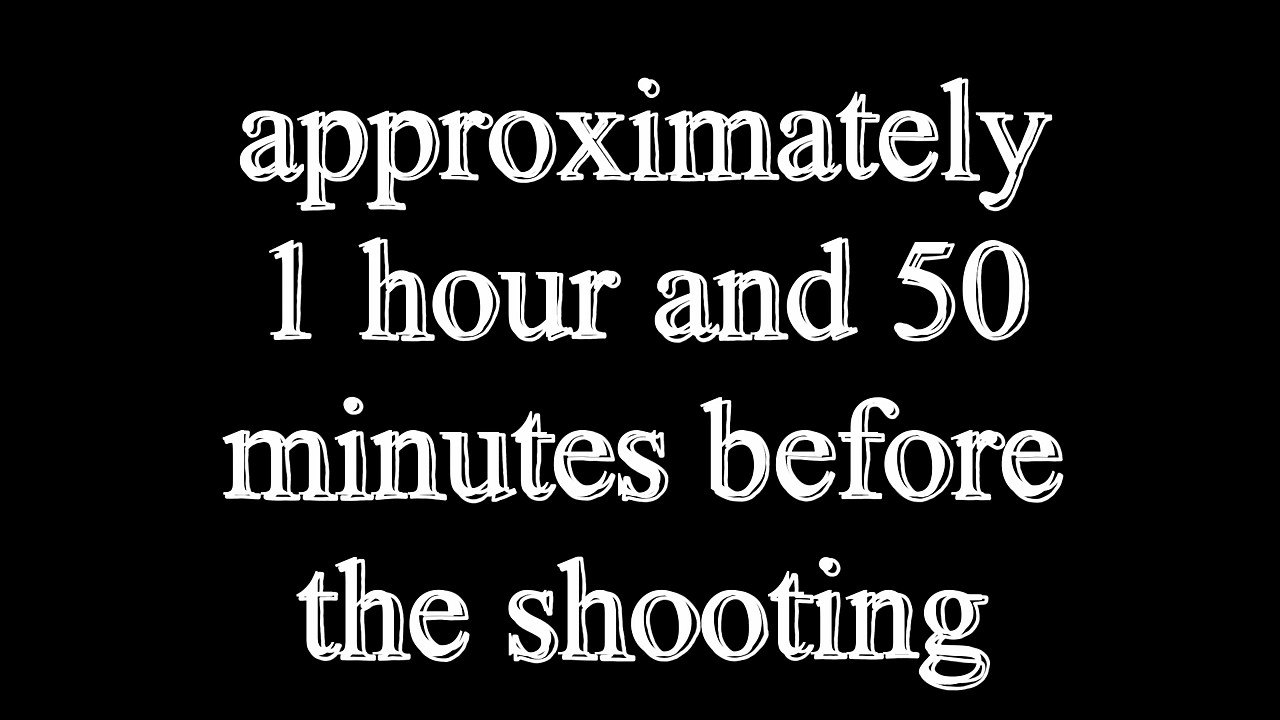 approximately
1 hour and 50
minutes before
the shooting